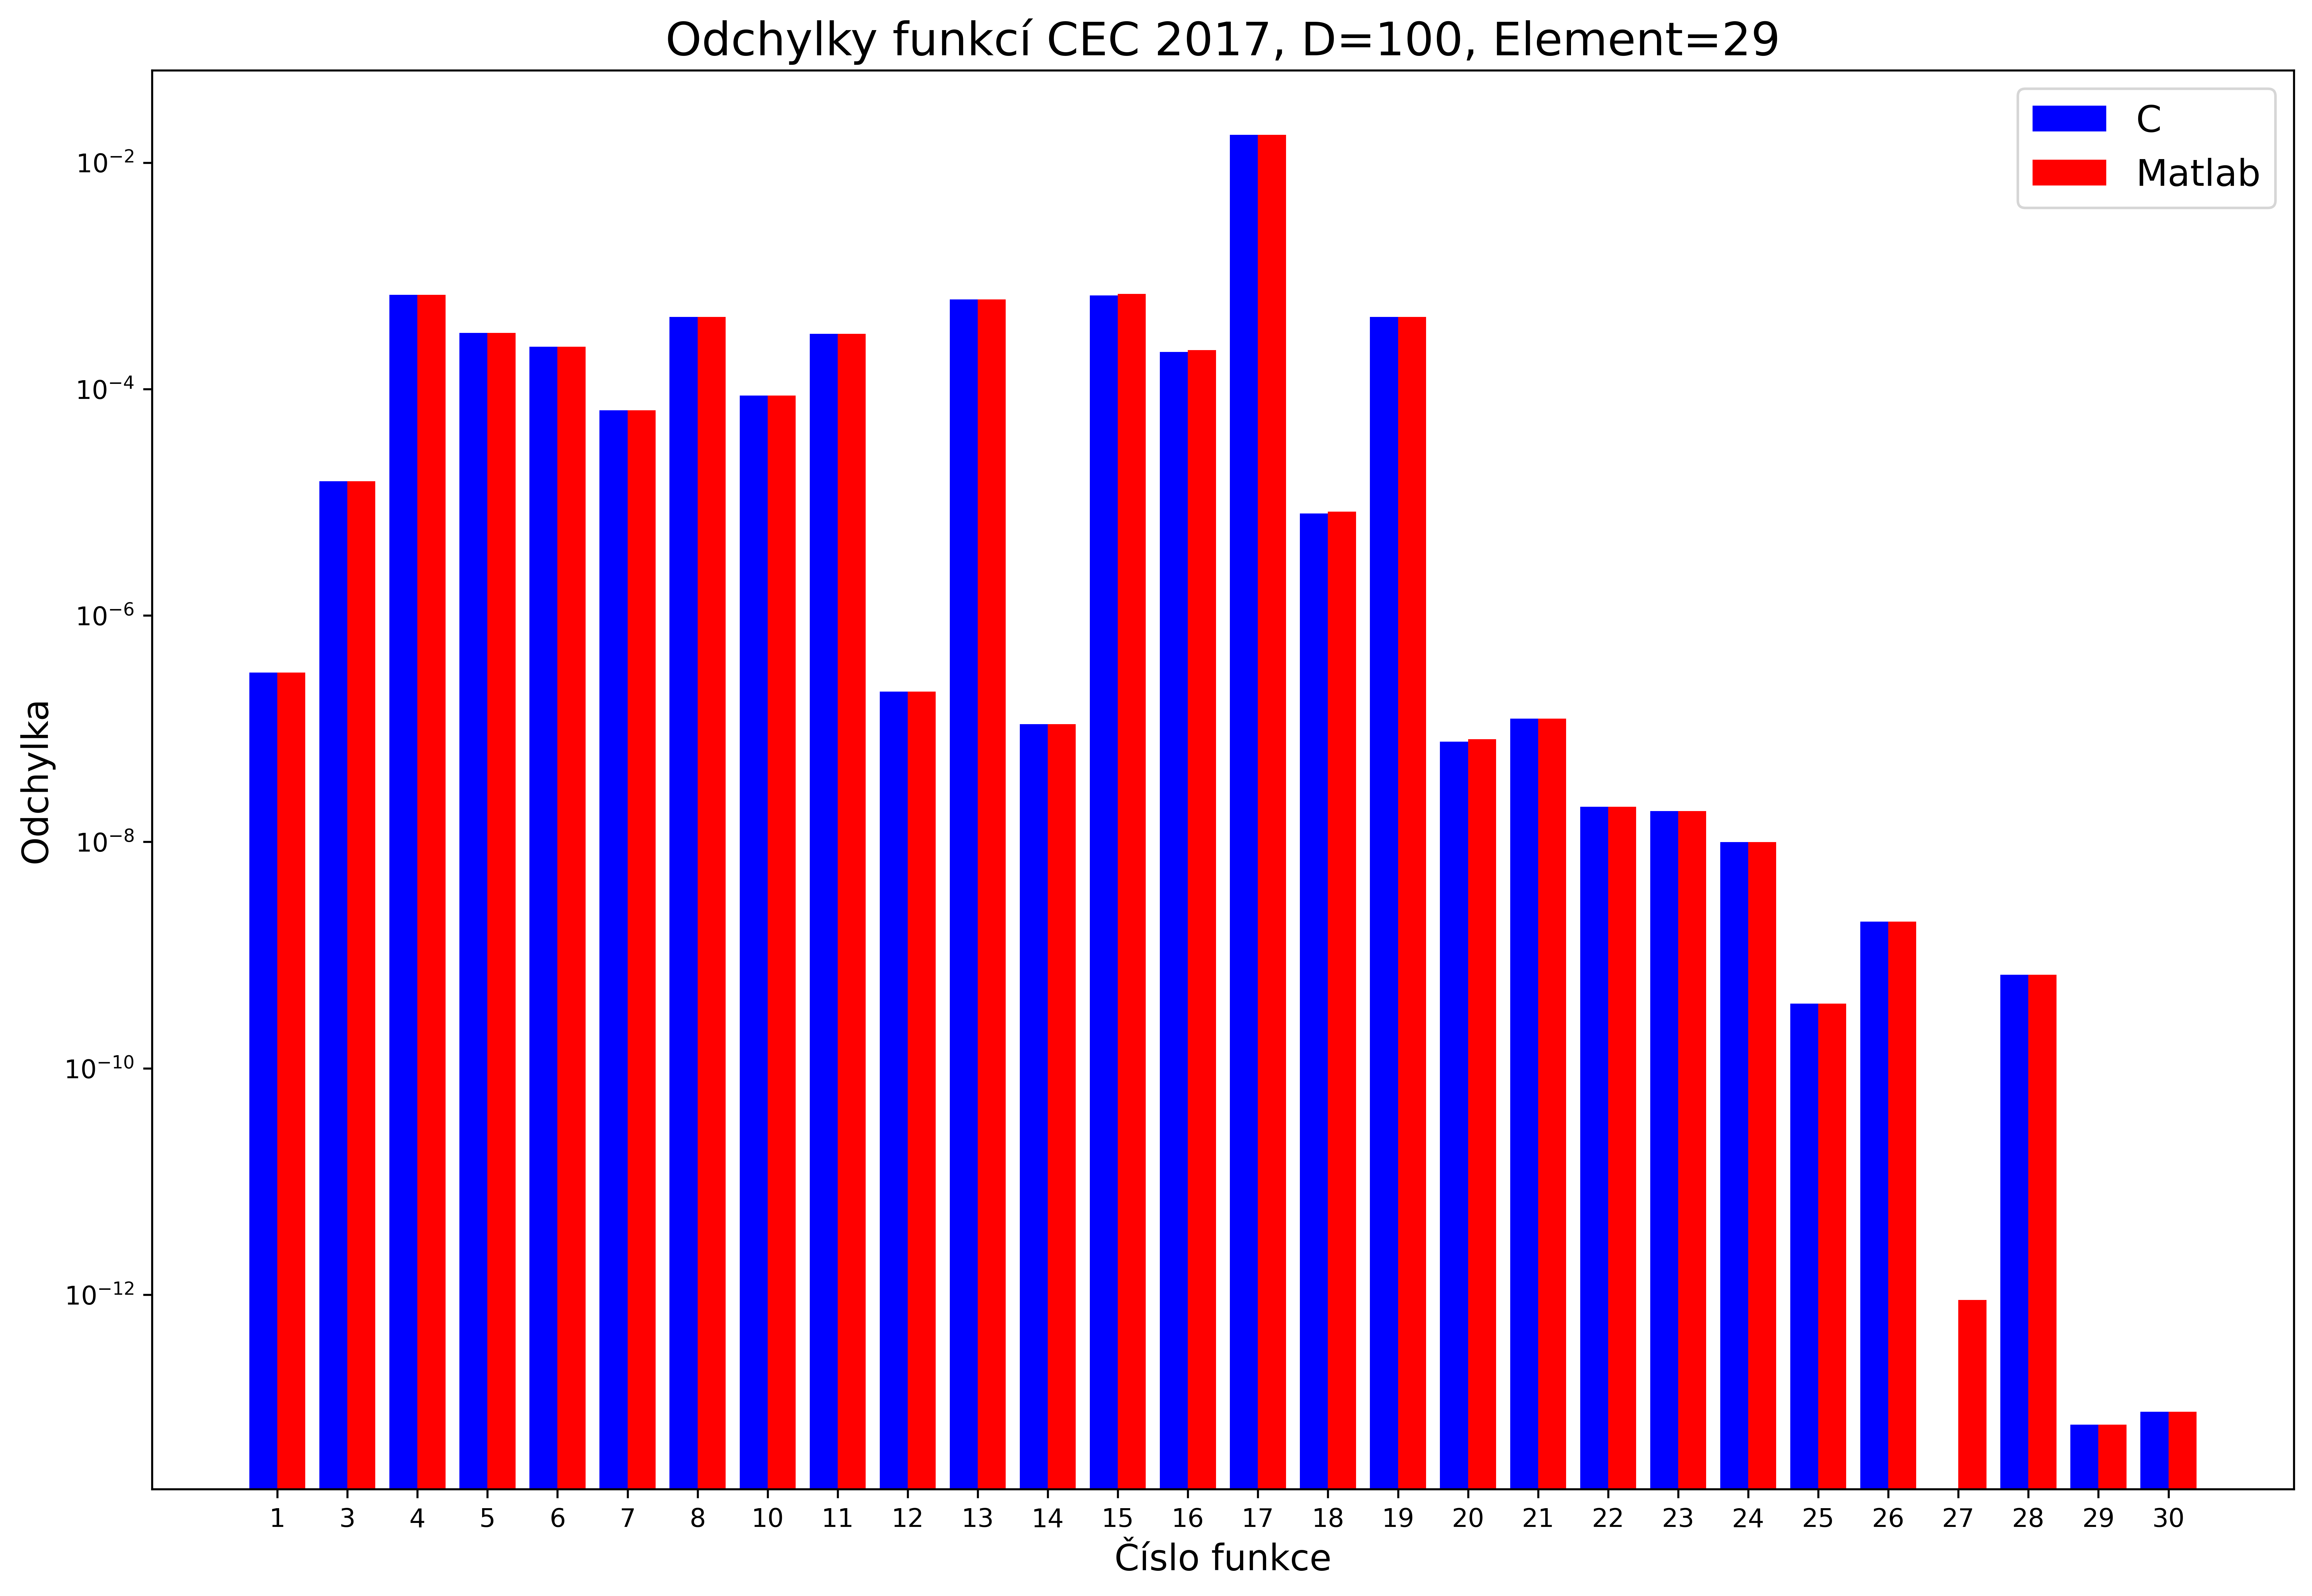 Odchylky funkcí CEC 2017, D=100, Element=29
C
Matlab
Odchylka
10⁻²
10⁻⁴
10⁻⁶
10⁻⁸
10⁻¹⁰
10⁻¹²
1 3 4 5 6 7 8 10 11 12 13 14 15 16 17 18 19 20 21 22 23 24 25 26 27 28 29 30
Číslo funkce